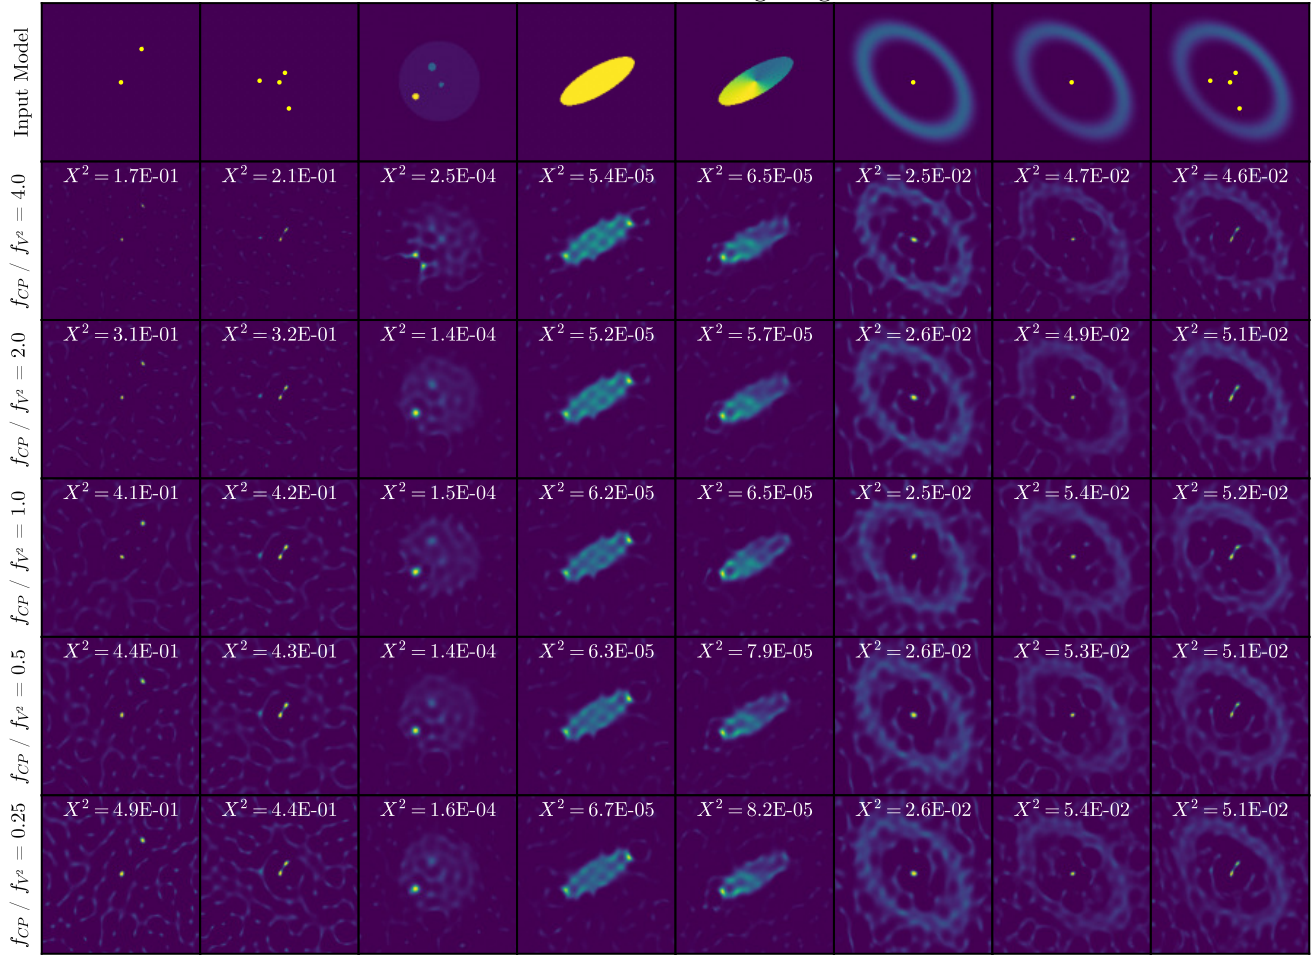 Input Model
f_CP / f_V² = 4.0
X² = 1.7E-01 X² = 2.1E-01 X² = 2.5E-04 X² = 5.4E-05 X² = 6.5E-05 X² = 2.5E-02 X² = 4.7E-02 X² = 4.6E-02
f_CP / f_V² = 2.0
X² = 3.1E-01 X² = 3.2E-01 X² = 1.4E-04 X² = 5.2E-05 X² = 5.7E-05 X² = 2.6E-02 X² = 4.9E-02 X² = 5.1E-02
f_CP / f_V² = 1.0
X² = 4.1E-01 X² = 4.2E-01 X² = 1.5E-04 X² = 6.2E-05 X² = 6.5E-05 X² = 2.5E-02 X² = 5.4E-02 X² = 5.2E-02
f_CP / f_V² = 0.5
X² = 4.4E-01 X² = 4.3E-01 X² = 1.4E-04 X² = 6.3E-05 X² = 7.9E-05 X² = 2.6E-02 X² = 5.3E-02 X² = 5.1E-02
f_CP / f_V² = 0.25
X² = 4.9E-01 X² = 4.4E-01 X² = 1.6E-04 X² = 6.7E-05 X² = 8.2E-05 X² = 2.6E-02 X² = 5.4E-02 X² = 5.1E-02